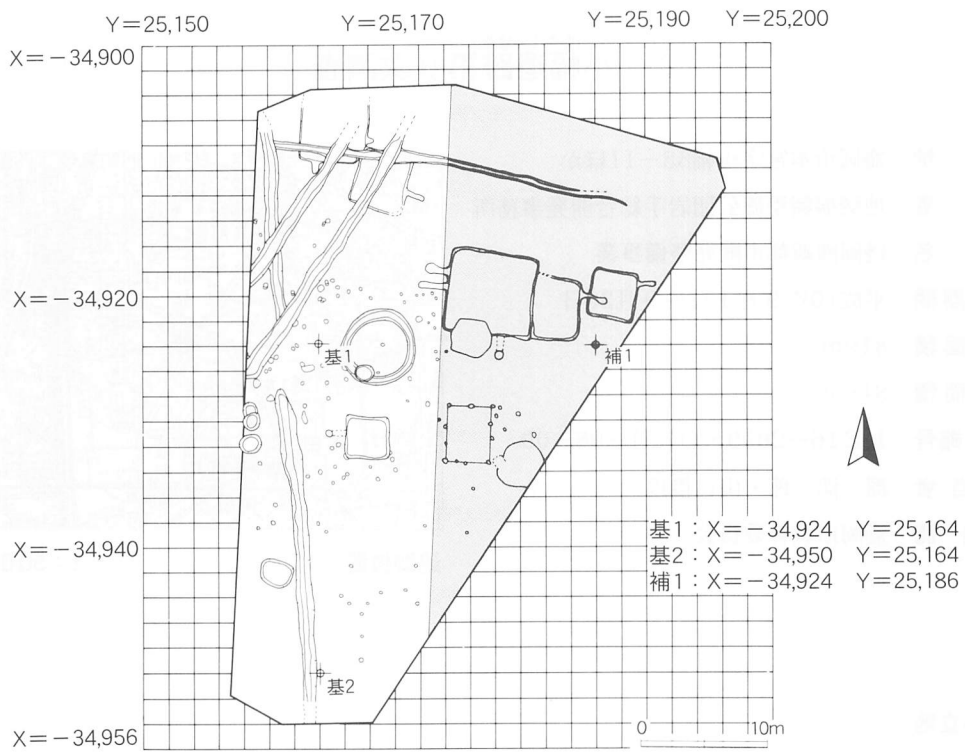 Y=25,150 Y=25,170 Y=25,190 Y=25,200
X=-34,900
X=-34,920
基1
補1
X=-34,940
基1：X=-34,924 Y=25,164
基2：X=-34,950 Y=25,164
補1：X=-34,924 Y=25,186
基2
X=-34,956
0 10m